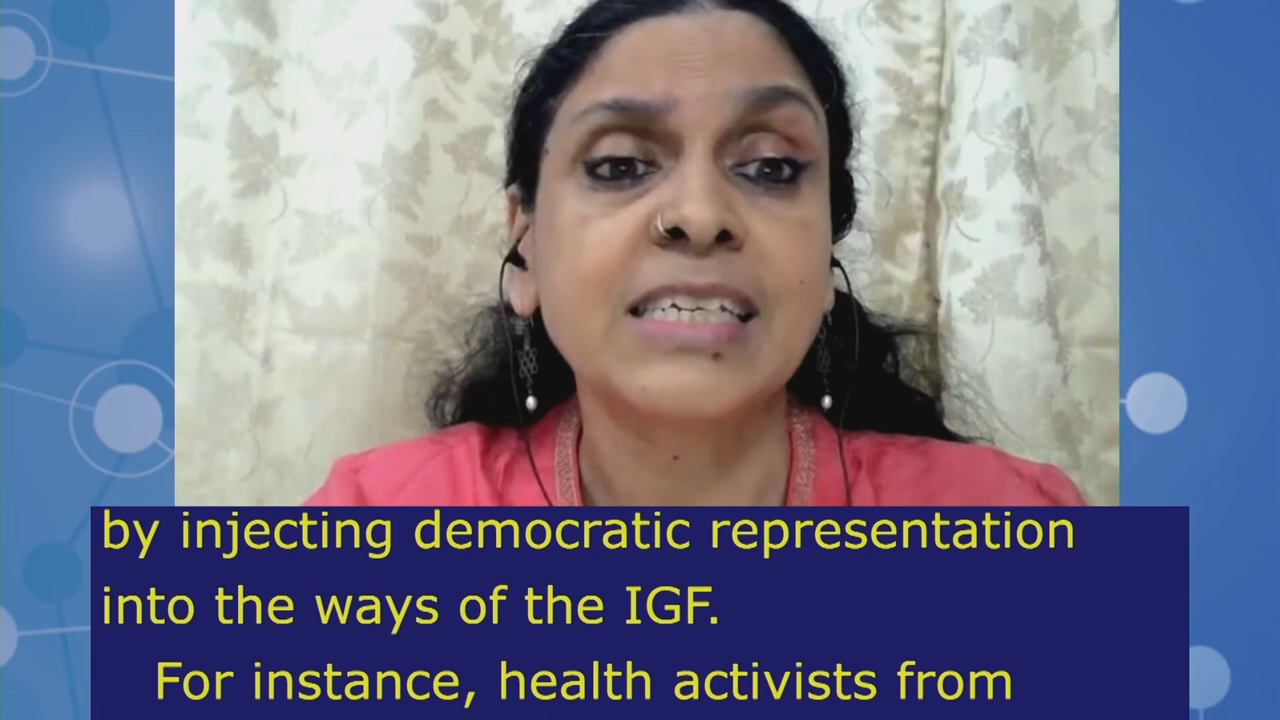 by injecting democratic representation
into the ways of the IGF.
For instance, health activists from